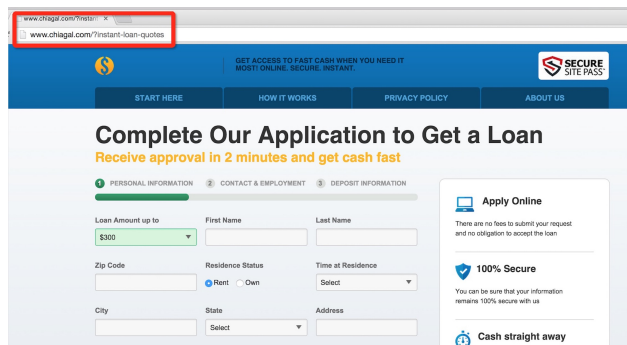 www.chiagal.com/?instant
www.chiagal.com/?instant-loan-quotes
GET ACCESS TO FAST CASH WHEN YOU NEED IT
MOST! ONLINE. SECURE. INSTANT.
SECURE
SITE PASS
START HERE
HOW IT WORKS
PRIVACY POLICY
ABOUT US
Complete Our Application to Get a Loan
Receive approval in 2 minutes and get cash fast
1 PERSONAL INFORMATION
2 CONTACT & EMPLOYMENT
3 DEPOSIT INFORMATION
Loan Amount up to
First Name
Last Name
$300
Zip Code
Residence Status
Time at Residence
Rent
Own
Select
City
State
Address
Select
Apply Online
There are no fees to submit your request
and no obligation to accept the loan
100% Secure
You can be sure that your information
remains 100% secure with us
Cash straight away